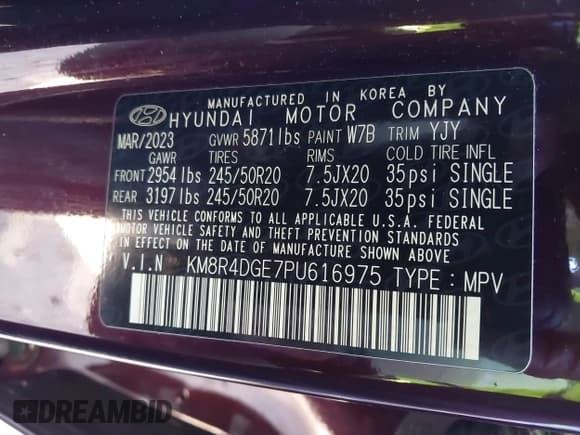 MANUFACTURED IN KOREA BY
HYUNDAI MOTOR COMPANY
MAR/2023 GVWR 5871lbs PAINT W7B TRIM YJY
GAWR TIRES RIMS COLD TIRE INFL
FRONT 2954lbs 245/50R20 7.5JX20 35psi SINGLE
REAR 3197lbs 245/50R20 7.5JX20 35psi SINGLE
THIS VEHICLE CONFORMS TO ALL APPLICABLE U.S.A. FEDERAL
MOTOR VEHICLE SAFETY AND THEFT PREVENTION STANDARDS
IN EFFECT ON THE DATE OF MANUFACTURE SHOWN ABOVE
V.I.N KM8R4DGE7PU616975 TYPE : MPV
DREAMBID